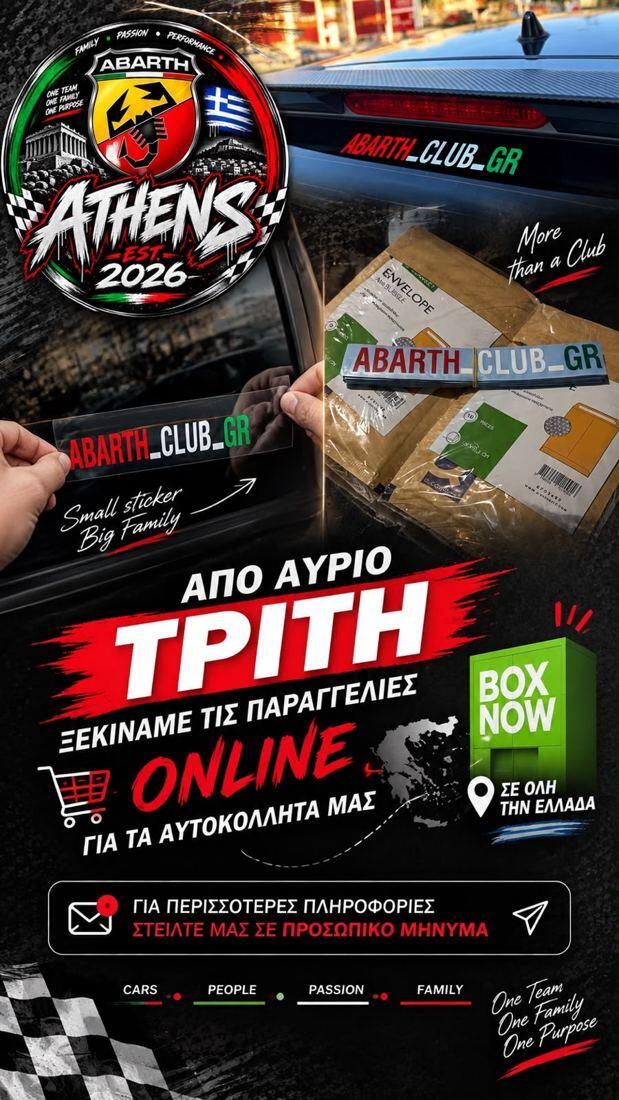 FAMILY • PASSION • PERFORMANCE
ONE TEAM
ONE FAMILY
ONE PURPOSE
ABARTH
ATHENS
-EST-
2026
ABARTH_CLUB_GR
More
than a Club
ENVELOPE
ABARTH_CLUB_GR
ABARTH_CLUB_GR
Small sticker
Big Family
ΑΠΟ ΑΥΡΙΟ
ΤΡΙΤΗ
ΞΕΚΙΝΑΜΕ ΤΙΣ ΠΑΡΑΓΓΕΛΙΕΣ
ONLINE
ΓΙΑ ΤΑ ΑΥΤΟΚΟΛΛΗΤΑ ΜΑΣ
BOX
NOW
ΣΕ ΟΛΗ
ΤΗΝ ΕΛΛΑΔΑ
ΓΙΑ ΠΕΡΙΣΣΟΤΕΡΕΣ ΠΛΗΡΟΦΟΡΙΕΣ
ΣΤΕΙΛΤΕ ΜΑΣ ΣΕ ΠΡΟΣΩΠΙΚΟ ΜΗΝΥΜΑ
CARS PEOPLE PASSION FAMILY
One Team
One Family
One Purpose